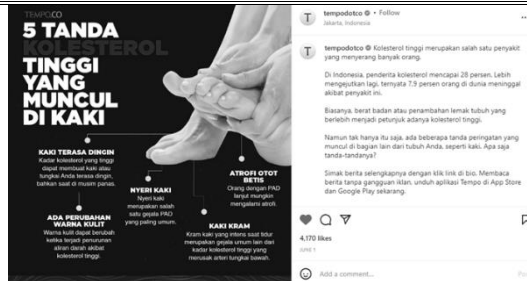 TEMPO.CO
5 TANDA
KOLESTEROL
TINGGI
YANG
MUNCUL
DI KAKI
KAKI TERASA DINGIN
Kadar kolesterol yang tinggi
dapat membuat kaki atau
tungkai Anda terasa dingin,
bahkan saat di musim panas.
ADA PERUBAHAN
WARNA KULIT
Warna kulit dapat berubah
ketika terjadi penurunan
aliran darah akibat
kolesterol tinggi.
NYERI KAKI
Nyeri kaki
merupakan salah
satu gejala PAD
yang paling umum.
ATROFI OTOT
BETIS
Orang dengan PAD
lanjut mungkin
mengalami atrofi.
KAKI KRAM
Kram kaki yang intens saat tidur
merupakan gejala umum lain dari
kadar kolesterol tinggi yang
merusak arteri tungkai bawah.
tempodotco • Follow
Jakarta, Indonesia
tempodotco Kolesterol tinggi merupakan salah satu penyakit
yang menyerang banyak orang.
Di Indonesia, penderita kolesterol mencapai 28 persen. Lebih
mengejutkan lagi, ternyata 7,9 persen orang di dunia meninggal
akibat penyakit ini.
Biasanya, berat badan atau penambahan lemak tubuh yang
berlebih menjadi petunjuk adanya kolesterol tinggi.
Namun tak hanya itu saja, ada beberapa tanda peringatan yang
muncul di bagian lain dari tubuh Anda, seperti kaki. Apa saja
tanda-tandanya?
Simak berita selengkapnya dengan klik link di bio. Membaca
berita tanpa gangguan iklan, unduh aplikasi Tempo di App Store
dan Google Play sekarang.
4,170 likes
JUNE 1
Add a comment...